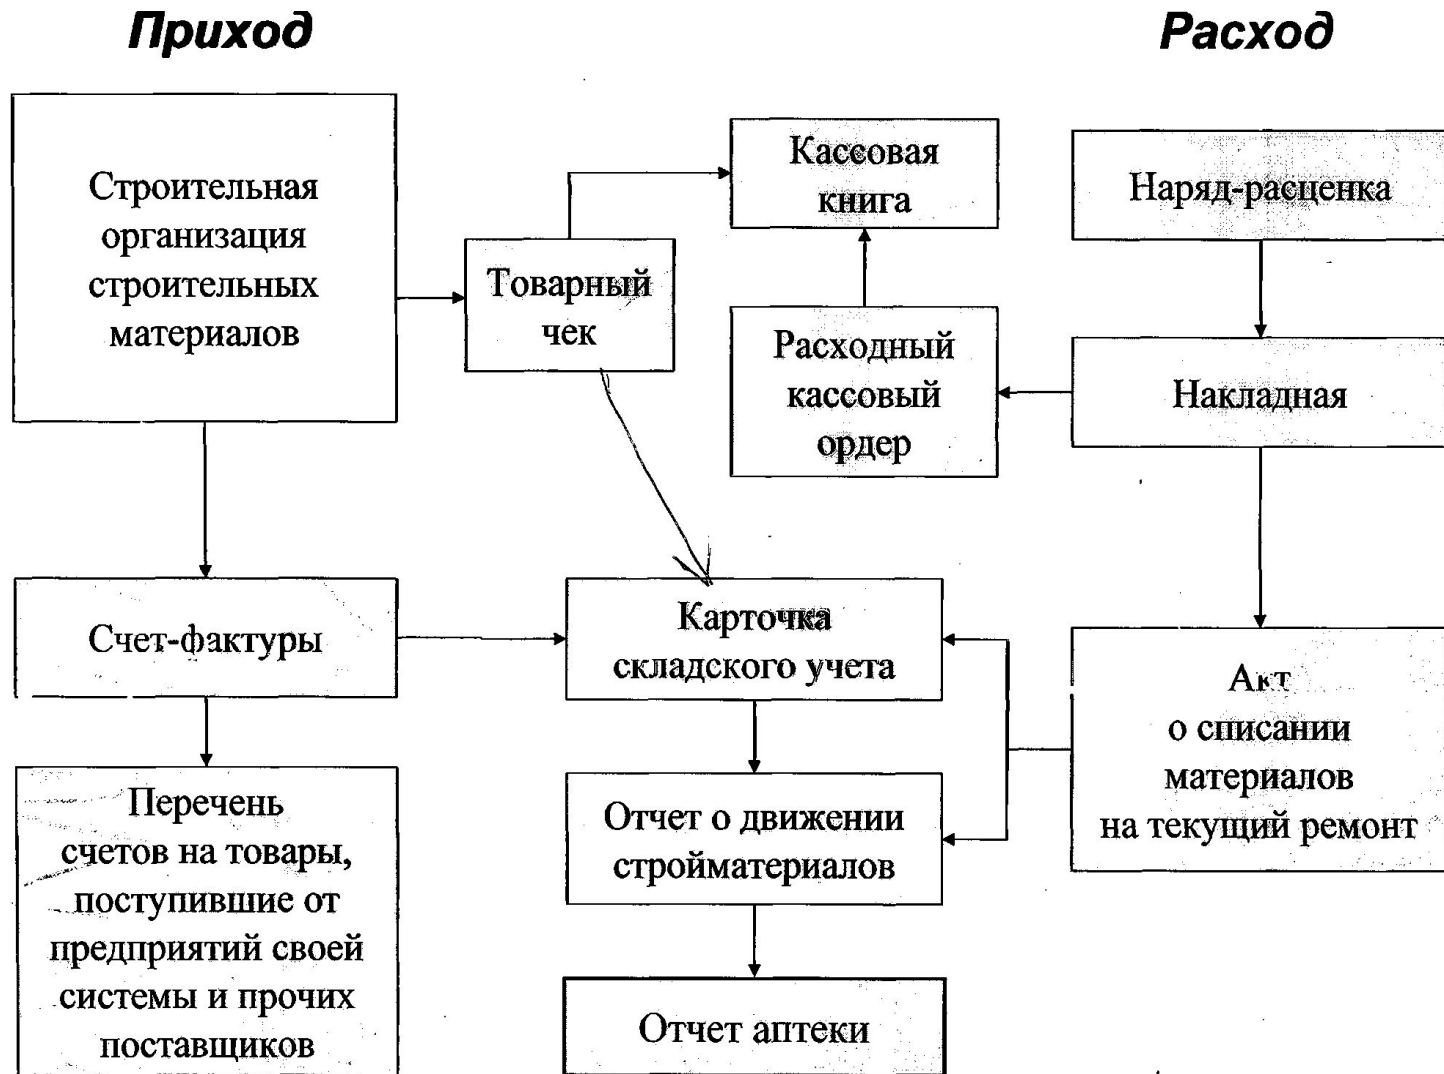 Приход
Расход
Строительная
организация
строительных
материалов
Товарный
чек
Кассовая
книга
Расходный
кассовый
ордер
Наряд-расценка
Накладная
Счет-фактуры
Карточка
складского учета
Акт
о списании
материалов
на текущий ремонт
Перечень
счетов на товары,
поступившие от
предприятий своей
системы и прочих
поставщиков
Отчет о движении
стройматериалов
Отчет аптеки